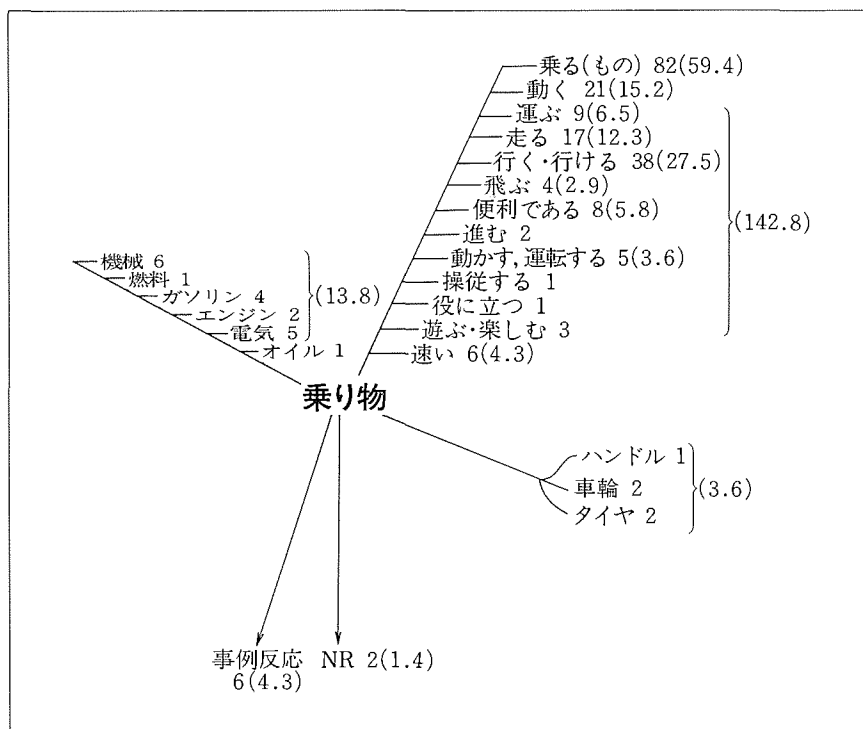 乗る(もの) 82(59.4)
動く 21(15.2)
運ぶ 9(6.5)
走る 17(12.3)
行く・行ける 38(27.5)
飛ぶ 4(2.9)
便利である 8(5.8)
進む 2
動かす,運転する 5(3.6)
操従する 1
役に立つ 1
遊ぶ・楽しむ 3
速い 6(4.3)
(142.8)
機械 6
燃料 1
ガソリン 4
エンジン 2
電気 5
オイル 1
(13.8)
乗り物
ハンドル 1
車輪 2
タイヤ 2
(3.6)
事例反応
6(4.3)
NR 2(1.4)